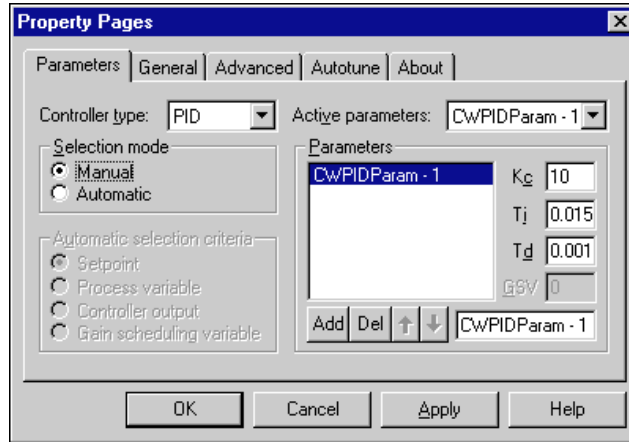 Property Pages
Parameters General Advanced Autotune About
Controller type: PID Active parameters: CWPIDParam - 1
Selection mode
Manual
Automatic
Automatic selection criteria
Setpoint
Process variable
Controller output
Gain scheduling variable
Parameters
CWPIDParam - 1
Kc 10
Ti 0.015
Td 0.001
GSV 0
Add Del CWPIDParam - 1
OK Cancel Apply Help